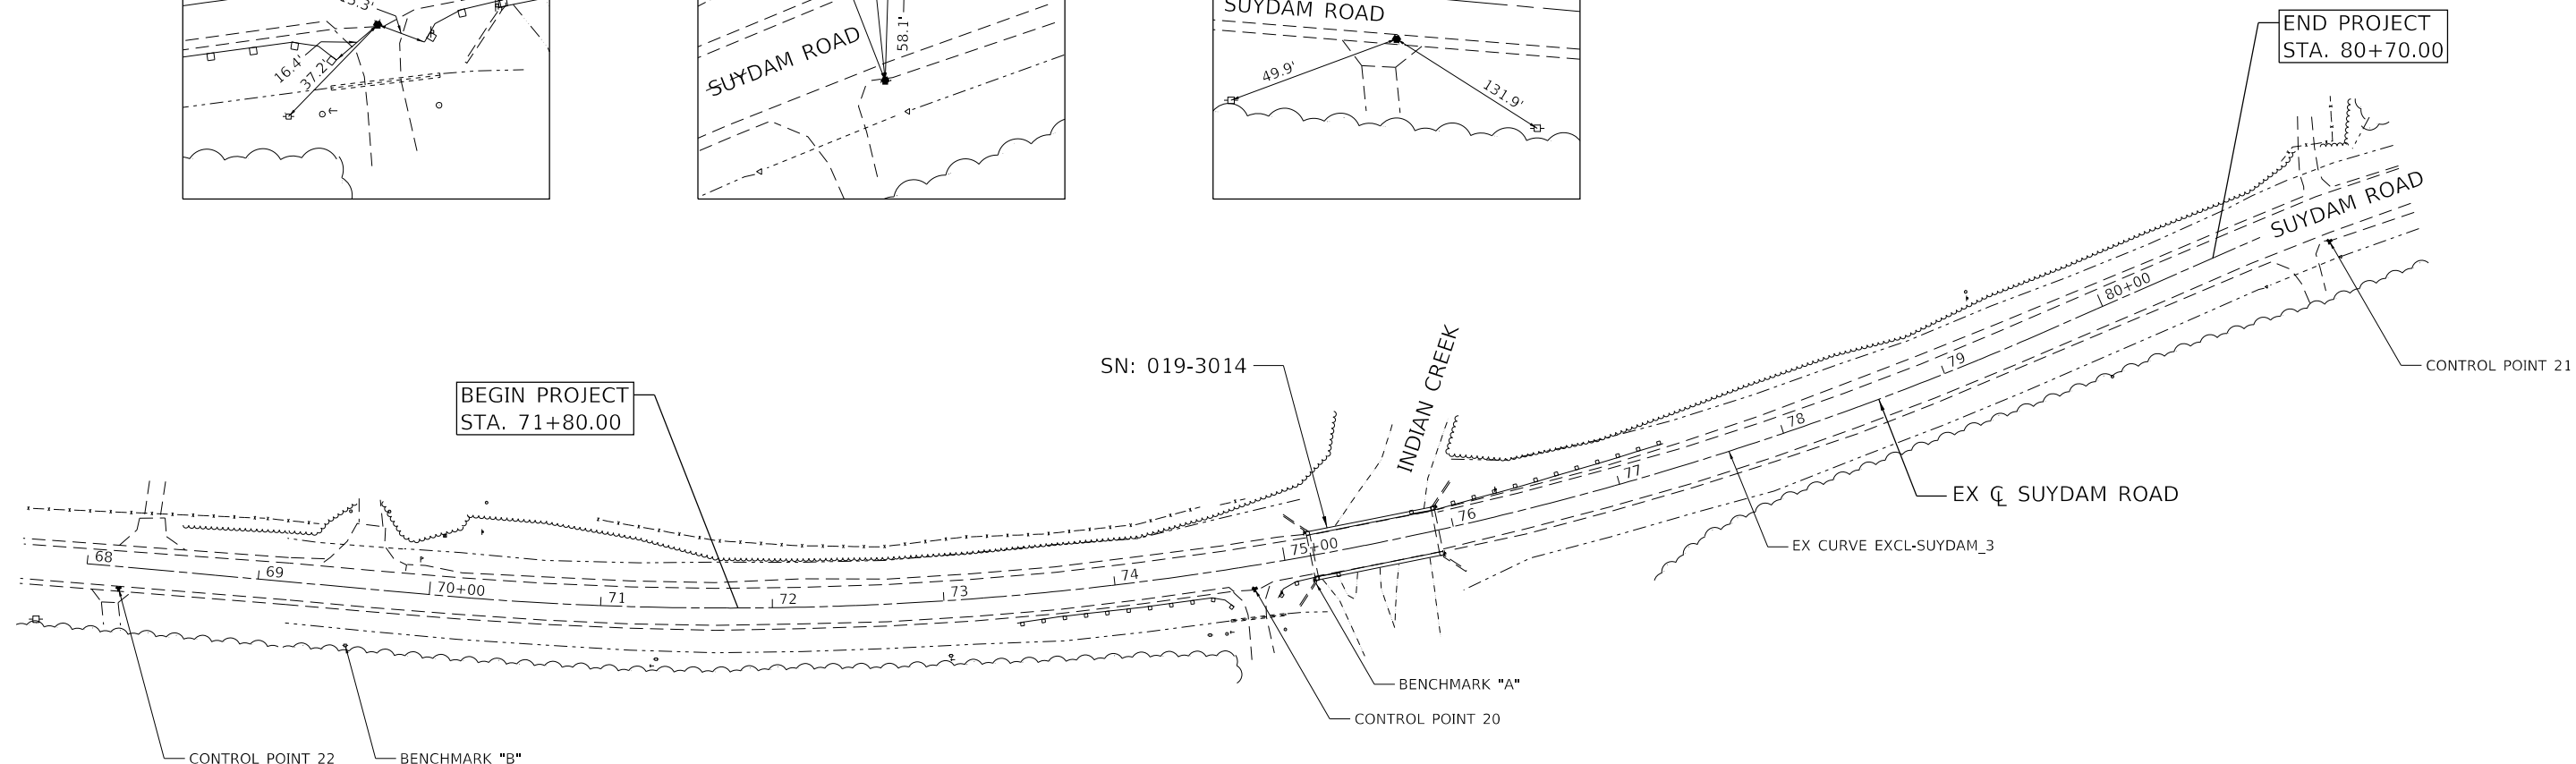 16.4'
37.2'
SUYDAM ROAD
58.1'
SUYDAM ROAD
49.9'
131.9'
END PROJECT
STA. 80+70.00
SUYDAM ROAD
80+00
79
CONTROL POINT 21
SN: 019-3014
INDIAN CREEK
BEGIN PROJECT
STA. 71+80.00
78
77
EX ℄ SUYDAM ROAD
76
75+00
EX CURVE EXCL-SUYDAM_3
68
69
70+00
71
72
73
74
BENCHMARK "A"
CONTROL POINT 20
CONTROL POINT 22
BENCHMARK "B"